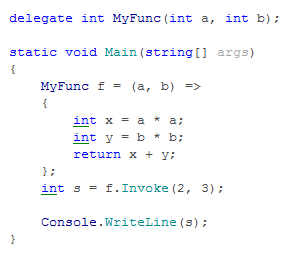 delegate int MyFunc(int a, int b);
static void Main(string[] args)
{
    MyFunc f = (a, b) =>
    {
        int x = a * a;
        int y = b * b;
        return x + y;
    };
    int s = f.Invoke(2, 3);
    Console.WriteLine(s);
}